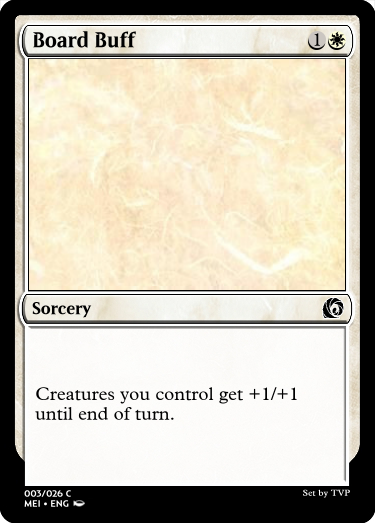 Board Buff 1
Sorcery
Creatures you control get +1/+1
until end of turn.
003/026 C
MEI • ENG
Set by TVP